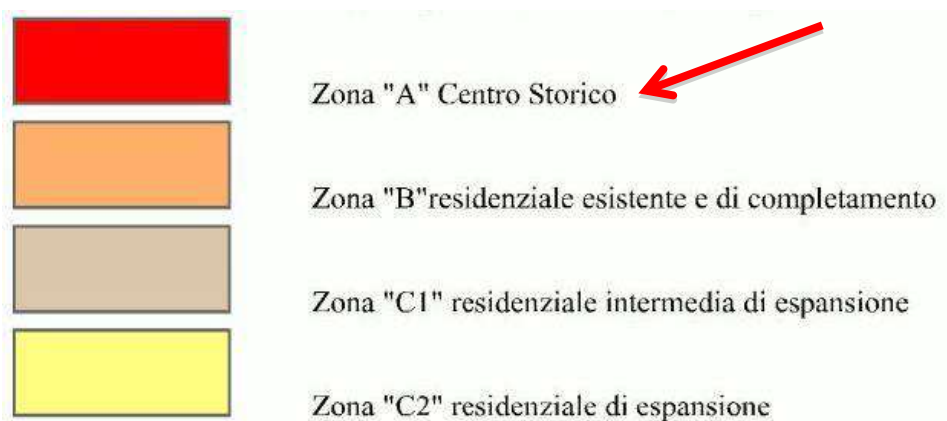 Zona "A" Centro Storico
Zona "B"residenziale esistente e di completamento
Zona "C1" residenziale intermedia di espansione
Zona "C2" residenziale di espansione